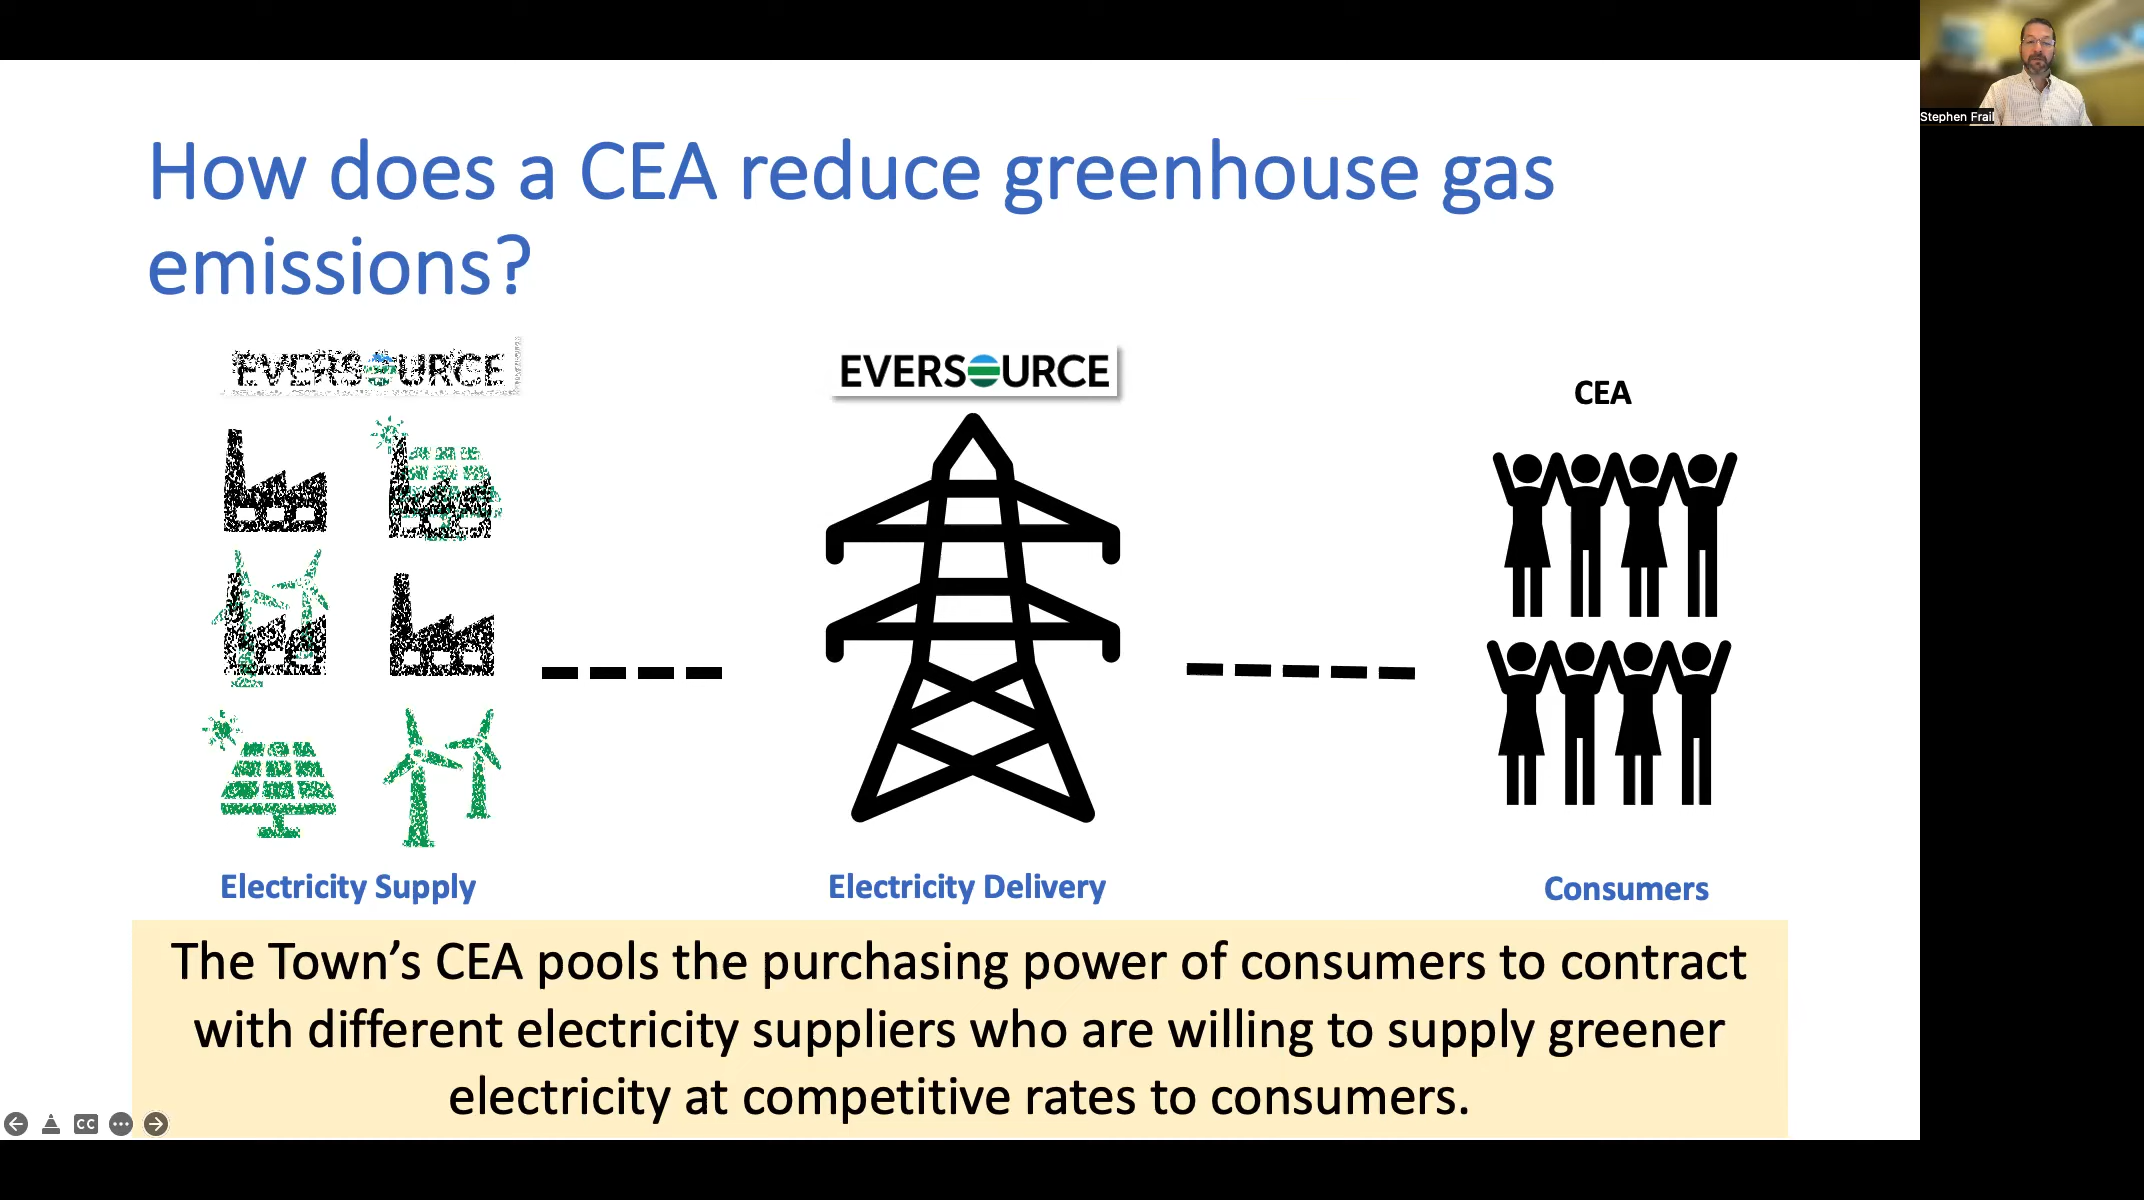 Stephen Frail
How does a CEA reduce greenhouse gas
emissions?
EVERSOURCE
EVERSOURCE
CEA
Electricity Supply
Electricity Delivery
Consumers
The Town’s CEA pools the purchasing power of consumers to contract
with different electricity suppliers who are willing to supply greener
electricity at competitive rates to consumers.
CC